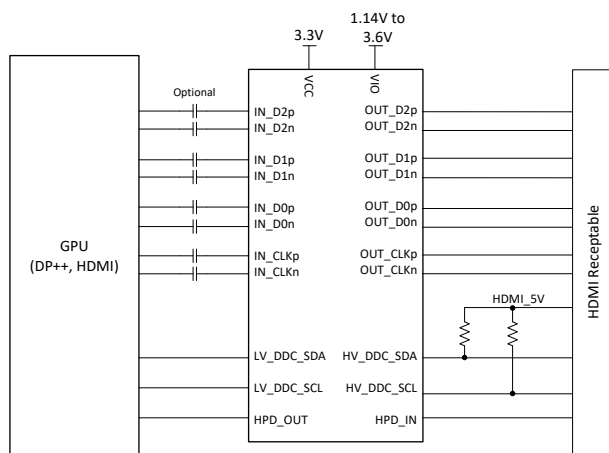 1.14V to
3.3V
3.6V
VCC
VIO
Optional
IN_D2p
OUT_D2p
IN_D2n
OUT_D2n
IN_D1p
OUT_D1p
IN_D1n
OUT_D1n
IN_D0p
OUT_D0p
IN_D0n
OUT_D0n
GPU
(DP++, HDMI)
IN_CLKp
OUT_CLKp
IN_CLKn
OUT_CLKn
HDMI Receptable
HDMI_5V
LV_DDC_SDA
HV_DDC_SDA
LV_DDC_SCL
HV_DDC_SCL
HPD_OUT
HPD_IN